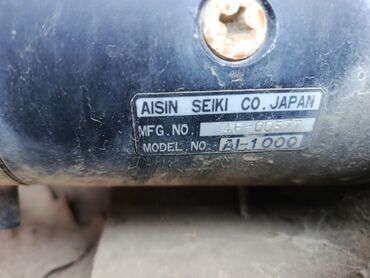 AISIN SEIKI CO. JAPAN
MFG. NO.
MODEL. NO. AI-1000